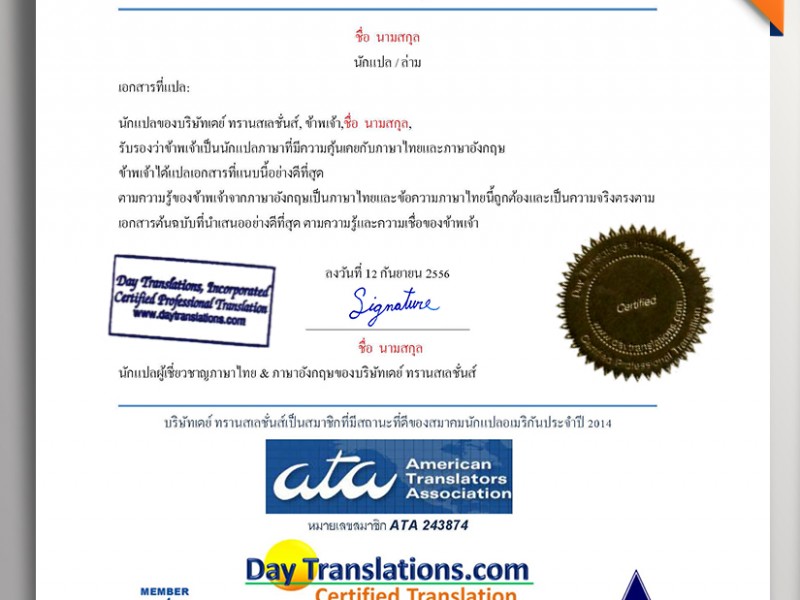 ชื่อ นามสกุล
นักแปล / ล่าม
เอกสารที่แปล:
นักแปลของบริษัทเดย์ ทรานสเลชั่นส์, ข้าพเจ้า,ชื่อ นามสกุล,
รับรองว่าข้าพเจ้าเป็นนักแปลภาษาที่มีความคุ้นเคยกับภาษาไทยและภาษาอังกฤษ
ข้าพเจ้าได้แปลเอกสารที่แนบนี้อย่างดีที่สุด
ตามความรู้ของข้าพเจ้าจากภาษาอังกฤษเป็นภาษาไทยและข้อความภาษาไทยนี้ถูกต้องและเป็นความจริงตรงตาม
เอกสารต้นฉบับที่นำเสนออย่างดีที่สุด ตามความรู้และความเชื่อของข้าพเจ้า
Day Translations, Incorporated
Certified Professional Translation
www.daytranslations.com
ลงวันที่ 12 กันยายน 2556
Signature
ชื่อ นามสกุล
นักแปลผู้เชี่ยวชาญภาษาไทย & ภาษาอังกฤษของบริษัทเดย์ ทรานสเลชั่นส์
Day Translations, Incorporated
Certified
www.daytranslations.com
Certified Professional Translation
บริษัทเดย์ ทรานสเลชั่นส์เป็นสมาชิกที่มีสถานะที่ดีของสมาคมนักแปลอเมริกันประจำปี 2014
ata American
Translators
Association
หมายเลขสมาชิก ATA 243874
Day Translations.com
Certified Translation
MEMBER